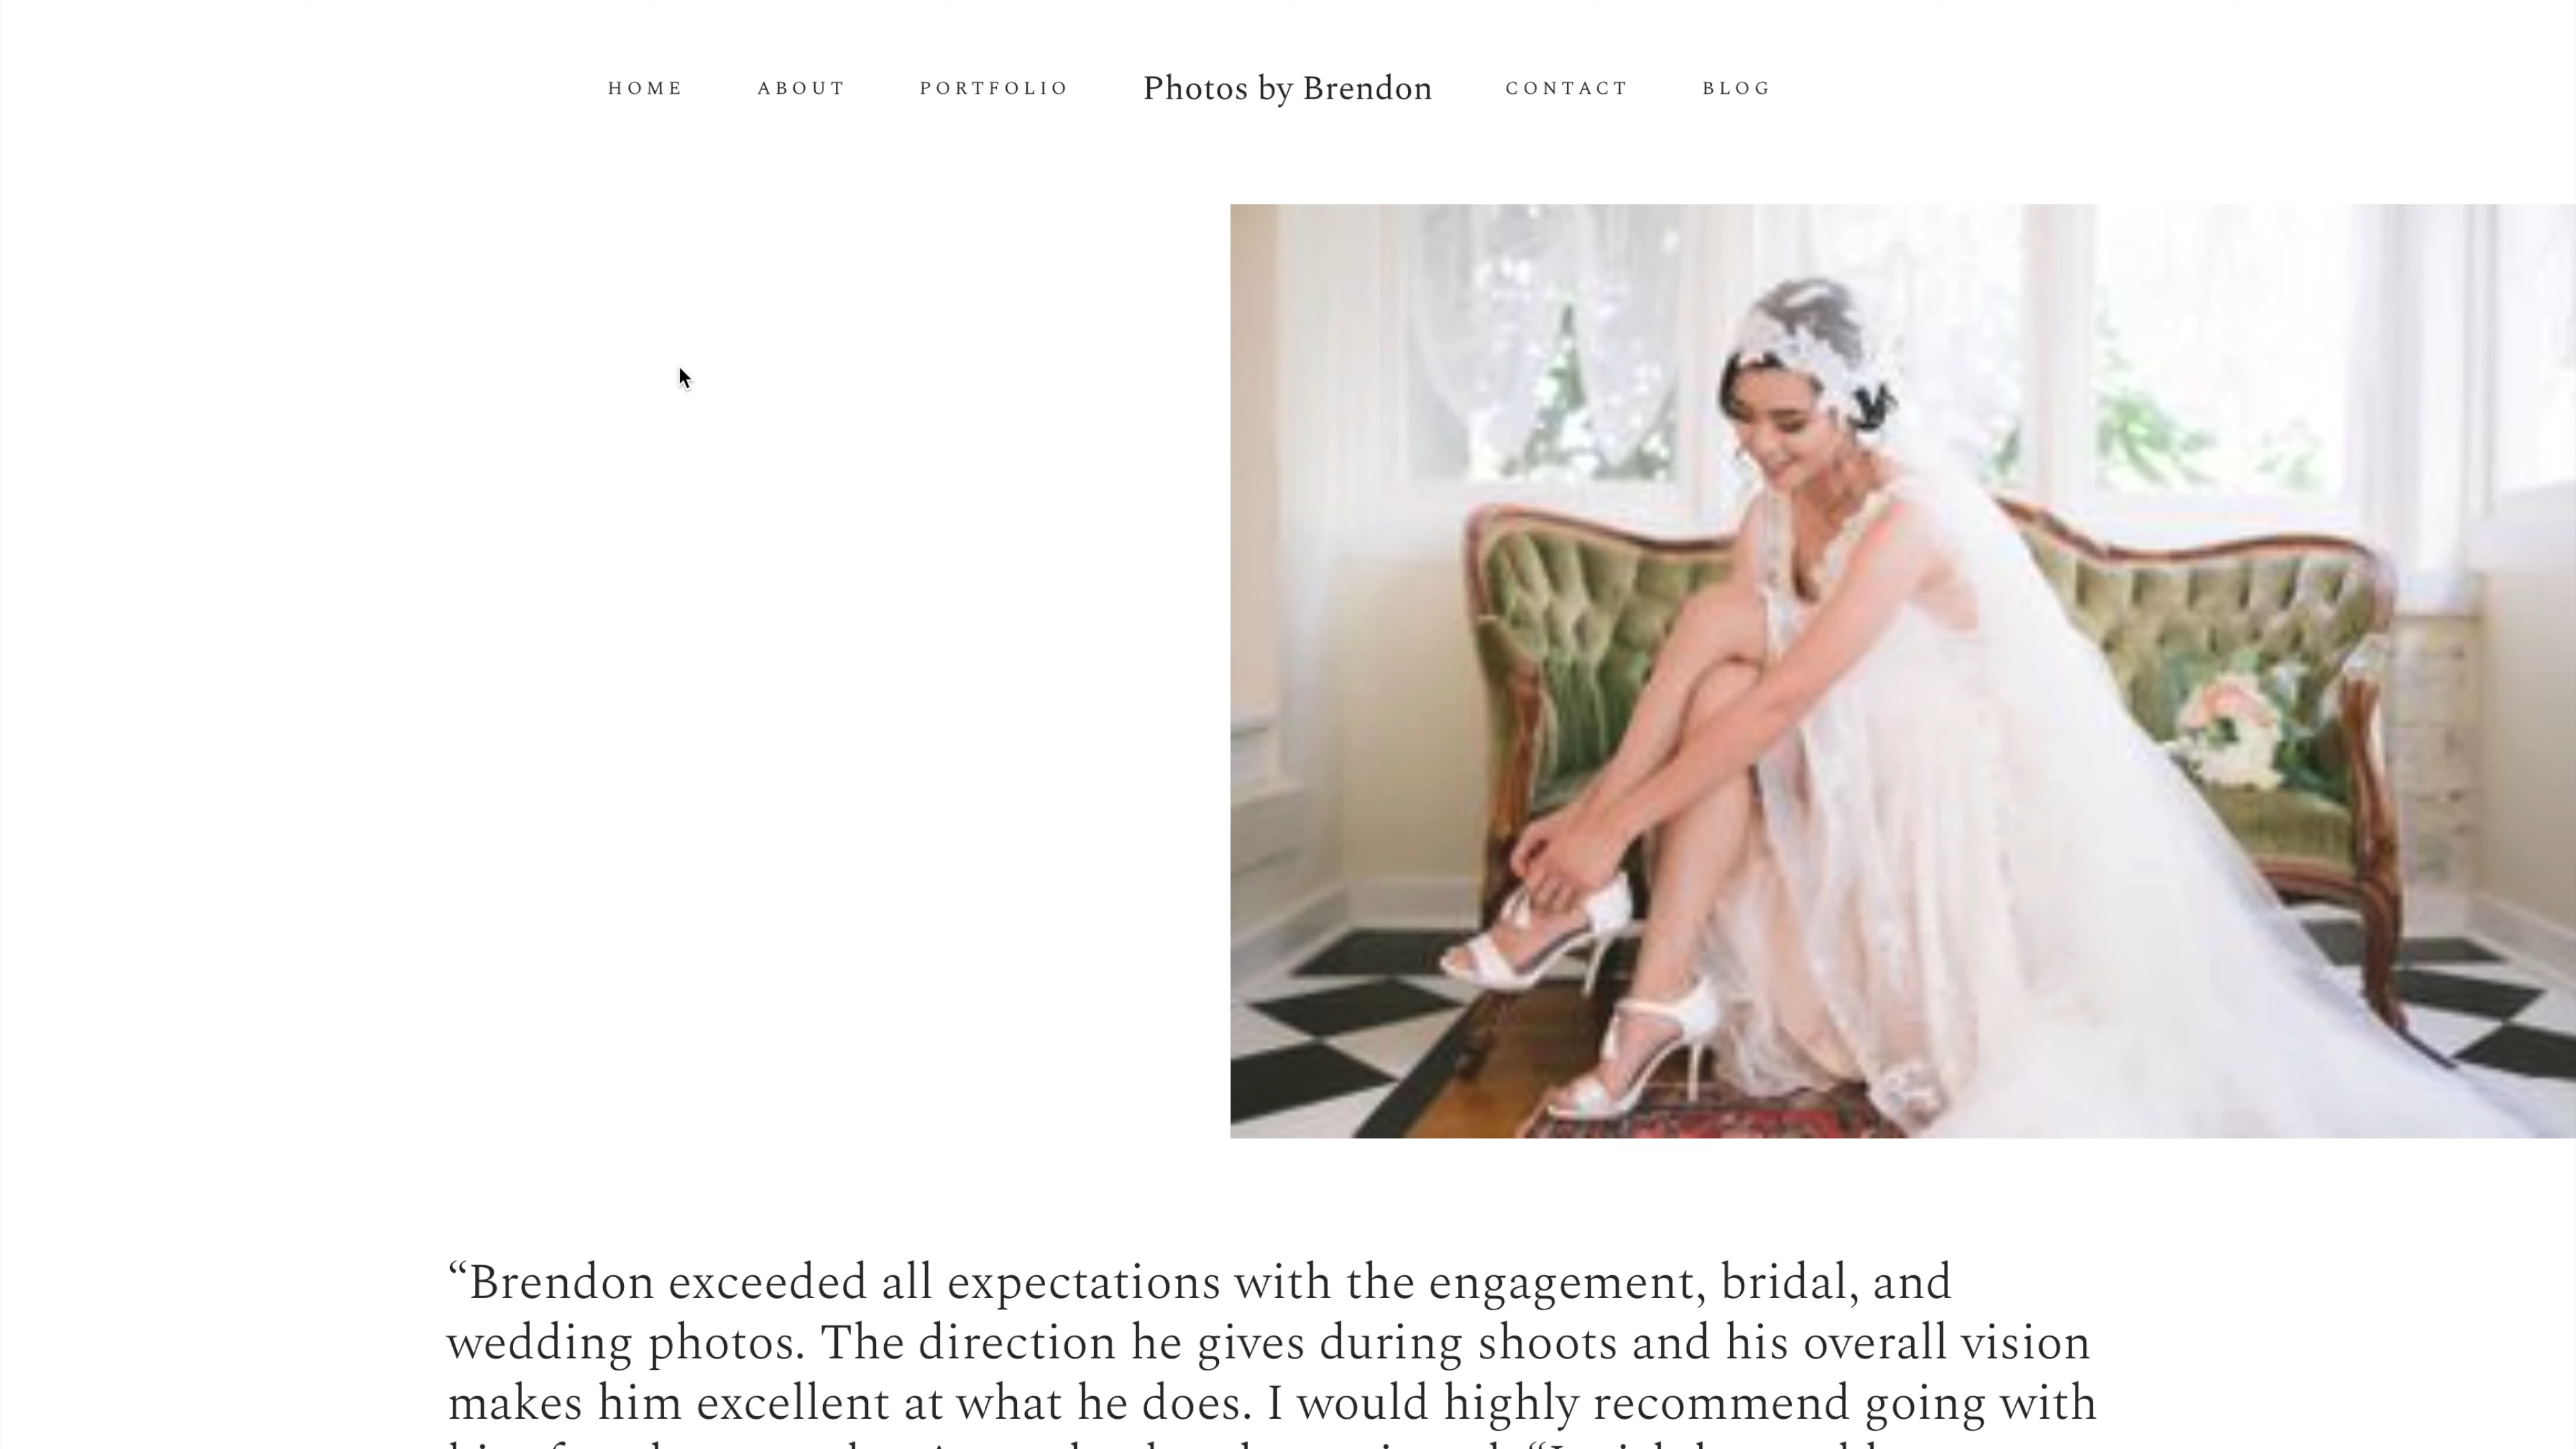 HOME ABOUT PORTFOLIO Photos by Brendon CONTACT BLOG
“Brendon exceeded all expectations with the engagement, bridal, and
wedding photos. The direction he gives during shoots and his overall vision
makes him excellent at what he does. I would highly recommend going with